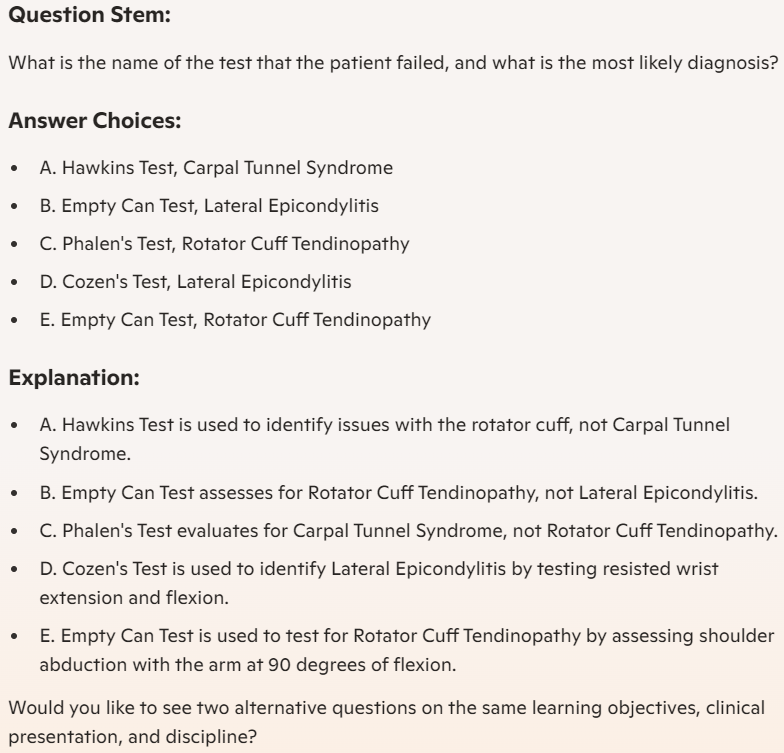 Question Stem:
What is the name of the test that the patient failed, and what is the most likely diagnosis?
Answer Choices:
• A. Hawkins Test, Carpal Tunnel Syndrome
• B. Empty Can Test, Lateral Epicondylitis
• C. Phalen's Test, Rotator Cuff Tendinopathy
• D. Cozen's Test, Lateral Epicondylitis
• E. Empty Can Test, Rotator Cuff Tendinopathy
Explanation:
• A. Hawkins Test is used to identify issues with the rotator cuff, not Carpal Tunnel
Syndrome.
• B. Empty Can Test assesses for Rotator Cuff Tendinopathy, not Lateral Epicondylitis.
• C. Phalen's Test evaluates for Carpal Tunnel Syndrome, not Rotator Cuff Tendinopathy.
• D. Cozen's Test is used to identify Lateral Epicondylitis by testing resisted wrist
extension and flexion.
• E. Empty Can Test is used to test for Rotator Cuff Tendinopathy by assessing shoulder
abduction with the arm at 90 degrees of flexion.
Would you like to see two alternative questions on the same learning objectives, clinical
presentation, and discipline?